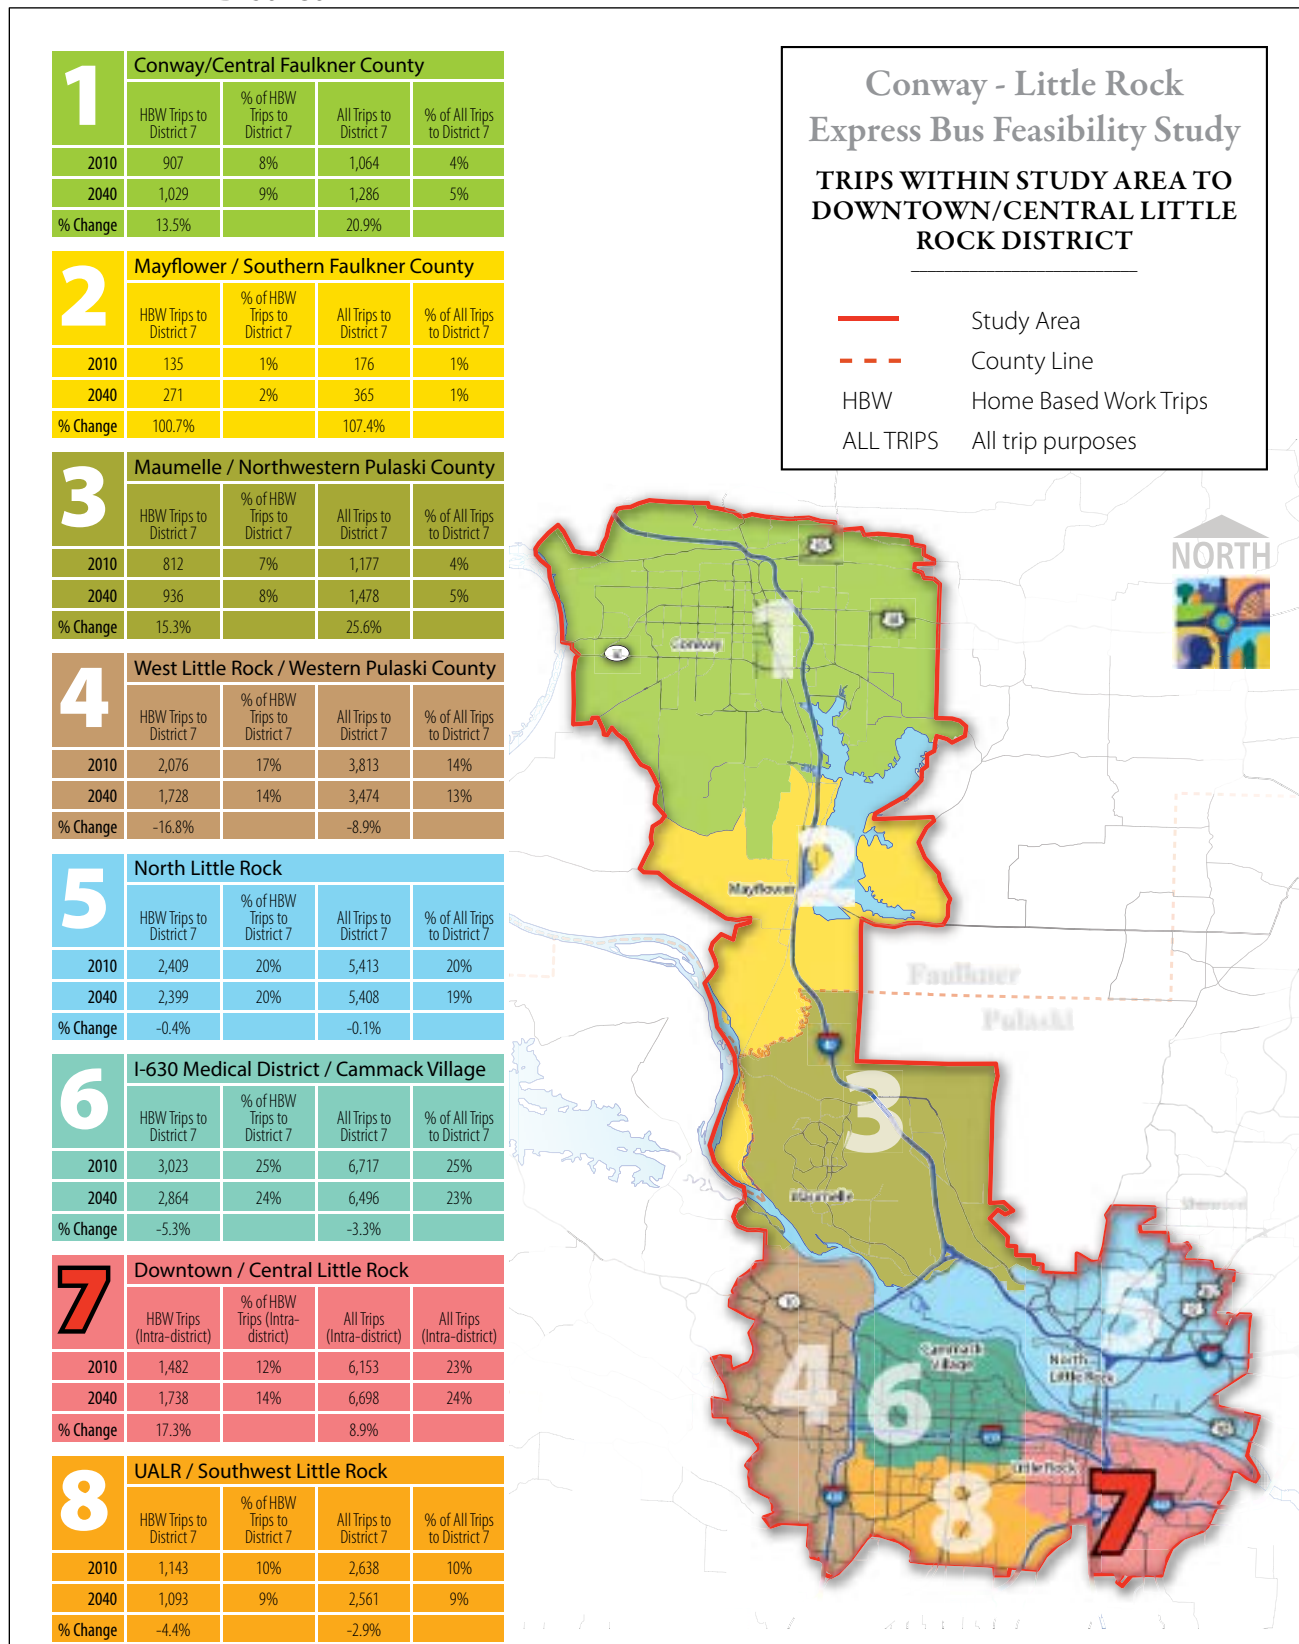 1
Conway/Central Faulkner County
HBW Trips to District 7
% of HBW Trips to District 7
All Trips to District 7
% of All Trips to District 7
2010 907 8% 1,064 4%
2040 1,029 9% 1,286 5%
% Change 13.5% 20.9%
2
Mayflower / Southern Faulkner County
HBW Trips to District 7
% of HBW Trips to District 7
All Trips to District 7
% of All Trips to District 7
2010 135 1% 176 1%
2040 271 2% 365 1%
% Change 100.7% 107.4%
3
Maumelle / Northwestern Pulaski County
HBW Trips to District 7
% of HBW Trips to District 7
All Trips to District 7
% of All Trips to District 7
2010 812 7% 1,177 4%
2040 936 8% 1,478 5%
% Change 15.3% 25.6%
4
West Little Rock / Western Pulaski County
HBW Trips to District 7
% of HBW Trips to District 7
All Trips to District 7
% of All Trips to District 7
2010 2,076 17% 3,813 14%
2040 1,728 14% 3,474 13%
% Change -16.8% -8.9%
5
North Little Rock
HBW Trips to District 7
% of HBW Trips to District 7
All Trips to District 7
% of All Trips to District 7
2010 2,409 20% 5,413 20%
2040 2,399 20% 5,408 19%
% Change -0.4% -0.1%
6
I-630 Medical District / Cammack Village
HBW Trips to District 7
% of HBW Trips to District 7
All Trips to District 7
% of All Trips to District 7
2010 3,023 25% 6,717 25%
2040 2,864 24% 6,496 23%
% Change -5.3% -3.3%
7
Downtown / Central Little Rock
HBW Trips (Intra-district)
% of HBW Trips (Intra-district)
All Trips (Intra-district)
All Trips (Intra-district)
2010 1,482 12% 6,153 23%
2040 1,738 14% 6,698 24%
% Change 17.3% 8.9%
8
UALR / Southwest Little Rock
HBW Trips to District 7
% of HBW Trips to District 7
All Trips to District 7
% of All Trips to District 7
2010 1,143 10% 2,638 10%
2040 1,093 9% 2,561 9%
% Change -4.4% -2.9%
Conway - Little Rock
Express Bus Feasibility Study
TRIPS WITHIN STUDY AREA TO
DOWNTOWN/CENTRAL LITTLE
ROCK DISTRICT
Study Area
County Line
HBW Home Based Work Trips
ALL TRIPS All trip purposes
NORTH
1
Conway
2
Mayflower
Faulkner
Pulaski
3
Maumelle
Sherwood
5
4
Cammack
Village
6
North
Little Rock
Little Rock
7
8